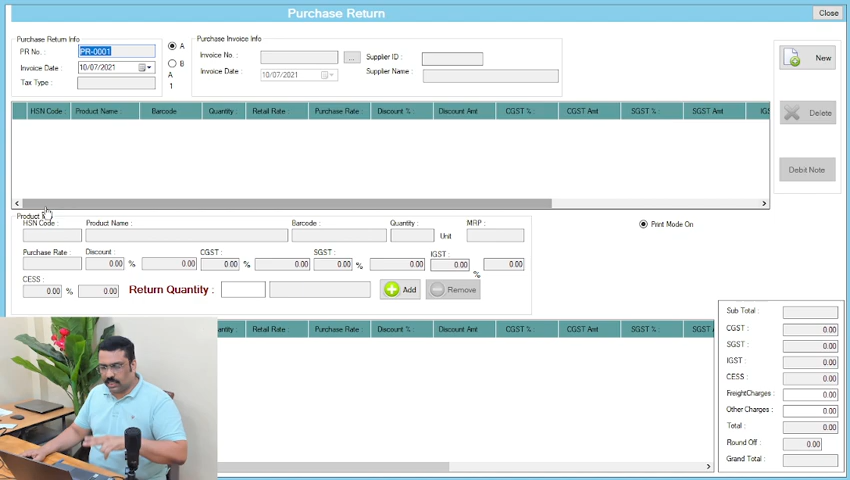 Purchase Return
Close
Purchase Return Info
PR No. :
PR-0001
Invoice Date :
10/07/2021
Tax Type :
A
B
A
1
Purchase Invoice Info
Invoice No. :
...
Supplier ID :
Invoice Date :
10/07/2021
Supplier Name :
New
Delete
Debit Note
HSN Code : Product Name : Barcode Quantity : Retail Rate : Purchase Rate : Discount % : Discount Amt CGST % : CGST Amt SGST % : SGST Amt
Product
HSN Code : Product Name : Barcode : Quantity : MRP :
Unit
Print Mode On
Purchase Rate : Discount : CGST : SGST : IGST :
0.00 % 0.00 0.00 % 0.00 0.00 % 0.00 0.00 % 0.00
CESS :
0.00 % 0.00
Return Quantity :
Add
Remove
Retail Rate : Purchase Rate : Discount % : Discount Amt CGST % : CGST Amt SGST % :
Sub Total :
CGST : 0.00
SGST : 0.00
IGST : 0.00
CESS : 0.00
FreightCharges : 0.00
Other Charges : 0.00
Total : 0.00
Round Off : 0.00
Grand Total :